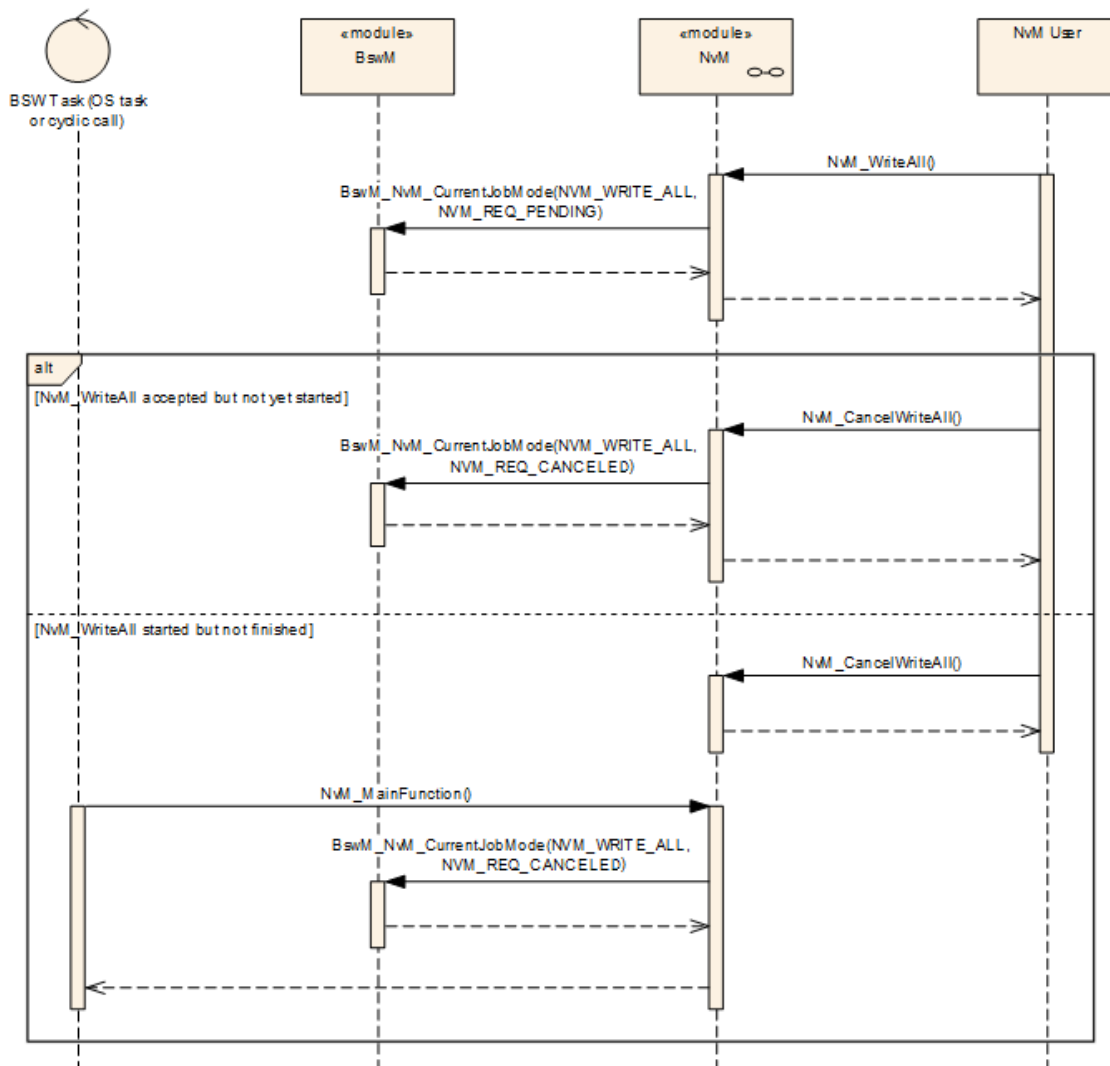 «module»
BswM
«module»
NvM
NvM User
BSW Task (OS task
or cyclic call)
NvM_WriteAll()
BswM_NvM_CurrentJobMode(NVM_WRITE_ALL,
NVM_REQ_PENDING)
alt
[NvM_WriteAll accepted but not yet started]
NvM_CancelWriteAll()
BswM_NvM_CurrentJobMode(NVM_WRITE_ALL,
NVM_REQ_CANCELED)
[NvM_WriteAll started but not finished]
NvM_CancelWriteAll()
NvM_MainFunction()
BswM_NvM_CurrentJobMode(NVM_WRITE_ALL,
NVM_REQ_CANCELED)